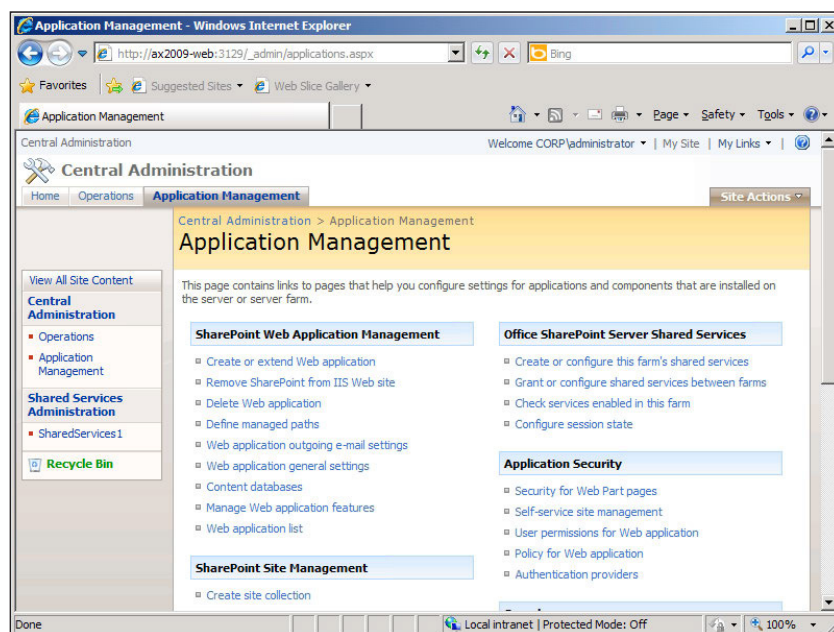 Application Management - Windows Internet Explorer
http://ax2009-web:3129/_admin/applications.aspx
Bing
Favorites
Suggested Sites
Web Slice Gallery
Application Management
Page
Safety
Tools
Central Administration
Welcome CORP\administrator
| My Site
| My Links
|
Central Administration
Home
Operations
Application Management
Site Actions
Central Administration > Application Management
Application Management
View All Site Content
Central
Administration
Operations
Application
Management
Shared Services
Administration
SharedServices1
Recycle Bin
This page contains links to pages that help you configure settings for applications and components that are installed on
the server or server farm.
SharePoint Web Application Management
Create or extend Web application
Remove SharePoint from IIS Web site
Delete Web application
Define managed paths
Web application outgoing e-mail settings
Web application general settings
Content databases
Manage Web application features
Web application list
SharePoint Site Management
Create site collection
Office SharePoint Server Shared Services
Create or configure this farm's shared services
Grant or configure shared services between farms
Check services enabled in this farm
Configure session state
Application Security
Security for Web Part pages
Self-service site management
User permissions for Web application
Policy for Web application
Authentication providers
Done
Local intranet | Protected Mode: Off
100%